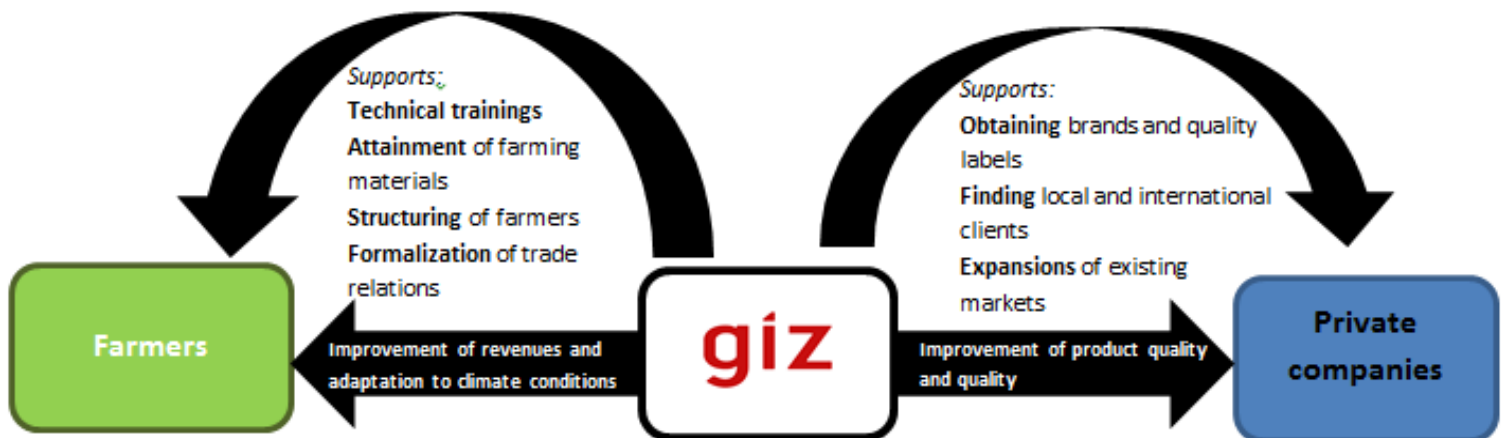 Supports:
Technical trainings
Attainment of farming
materials
Structuring of farmers
Formalization of trade
relations
Supports:
Obtaining brands and quality
labels
Finding local and international
clients
Expansions of existing
markets
Farmers
Improvement of revenues and
adaptation to climate conditions
giz
Improvement of product quality
and quality
Private
companies